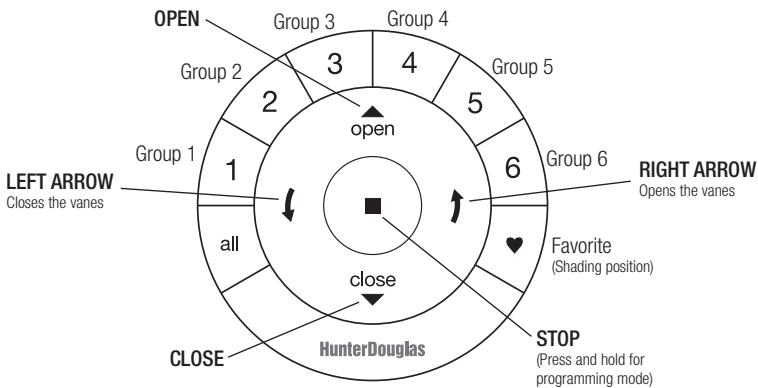 OPEN
Group 3
Group 4
Group 2
Group 5
3
4
2
5
open
Group 1
1
6
Group 6
LEFT ARROW
Closes the vanes
RIGHT ARROW
Opens the vanes
all
Favorite
(Shading position)
close
HunterDouglas
CLOSE
STOP
(Press and hold for
programming mode)